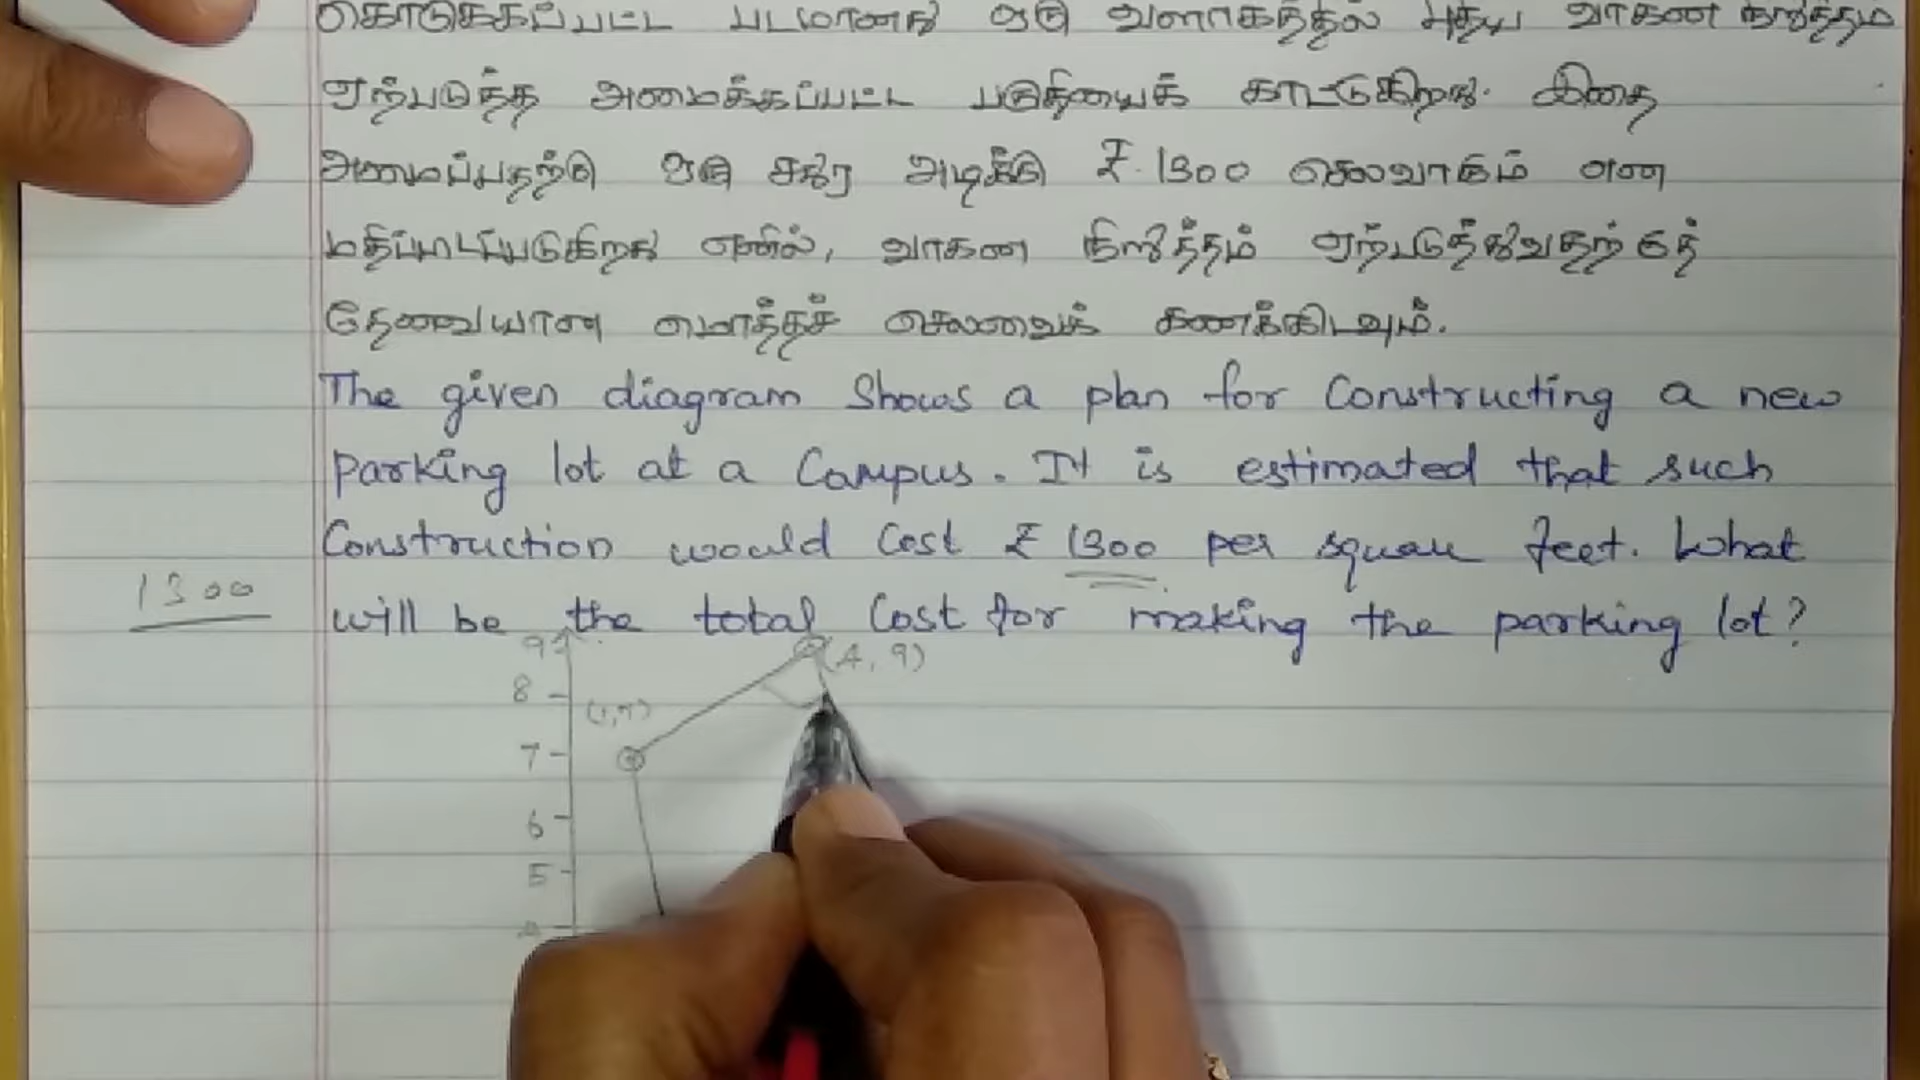 கொடுக்கப்பட்ட படமானது ஒரு வளாகத்தில் புதிய வாகன நிறுத்தம்
ஏற்படுத்த அமைக்கப்பட்ட பகுதியைக் காட்டுகிறது. இதை
அமைப்பதற்கு ஒரு சதுர அடிக்கு ₹.1300 செலவாகும் என
மதிப்பிடப்படுகிறது எனில், வாகன நிறுத்தம் ஏற்படுத்துவதற்குத்
தேவையான மொத்தச் செலவைக் கணக்கிடவும்.
The given diagram Shows a plan for Constructing a new
parking lot at a Campus. It is estimated that such
Construction would Cost ₹ 1300 per square feet. What
1300
will be the total Cost for making the parking lot?
9
(4, 9)
8
(1,7)
7
6
5
4